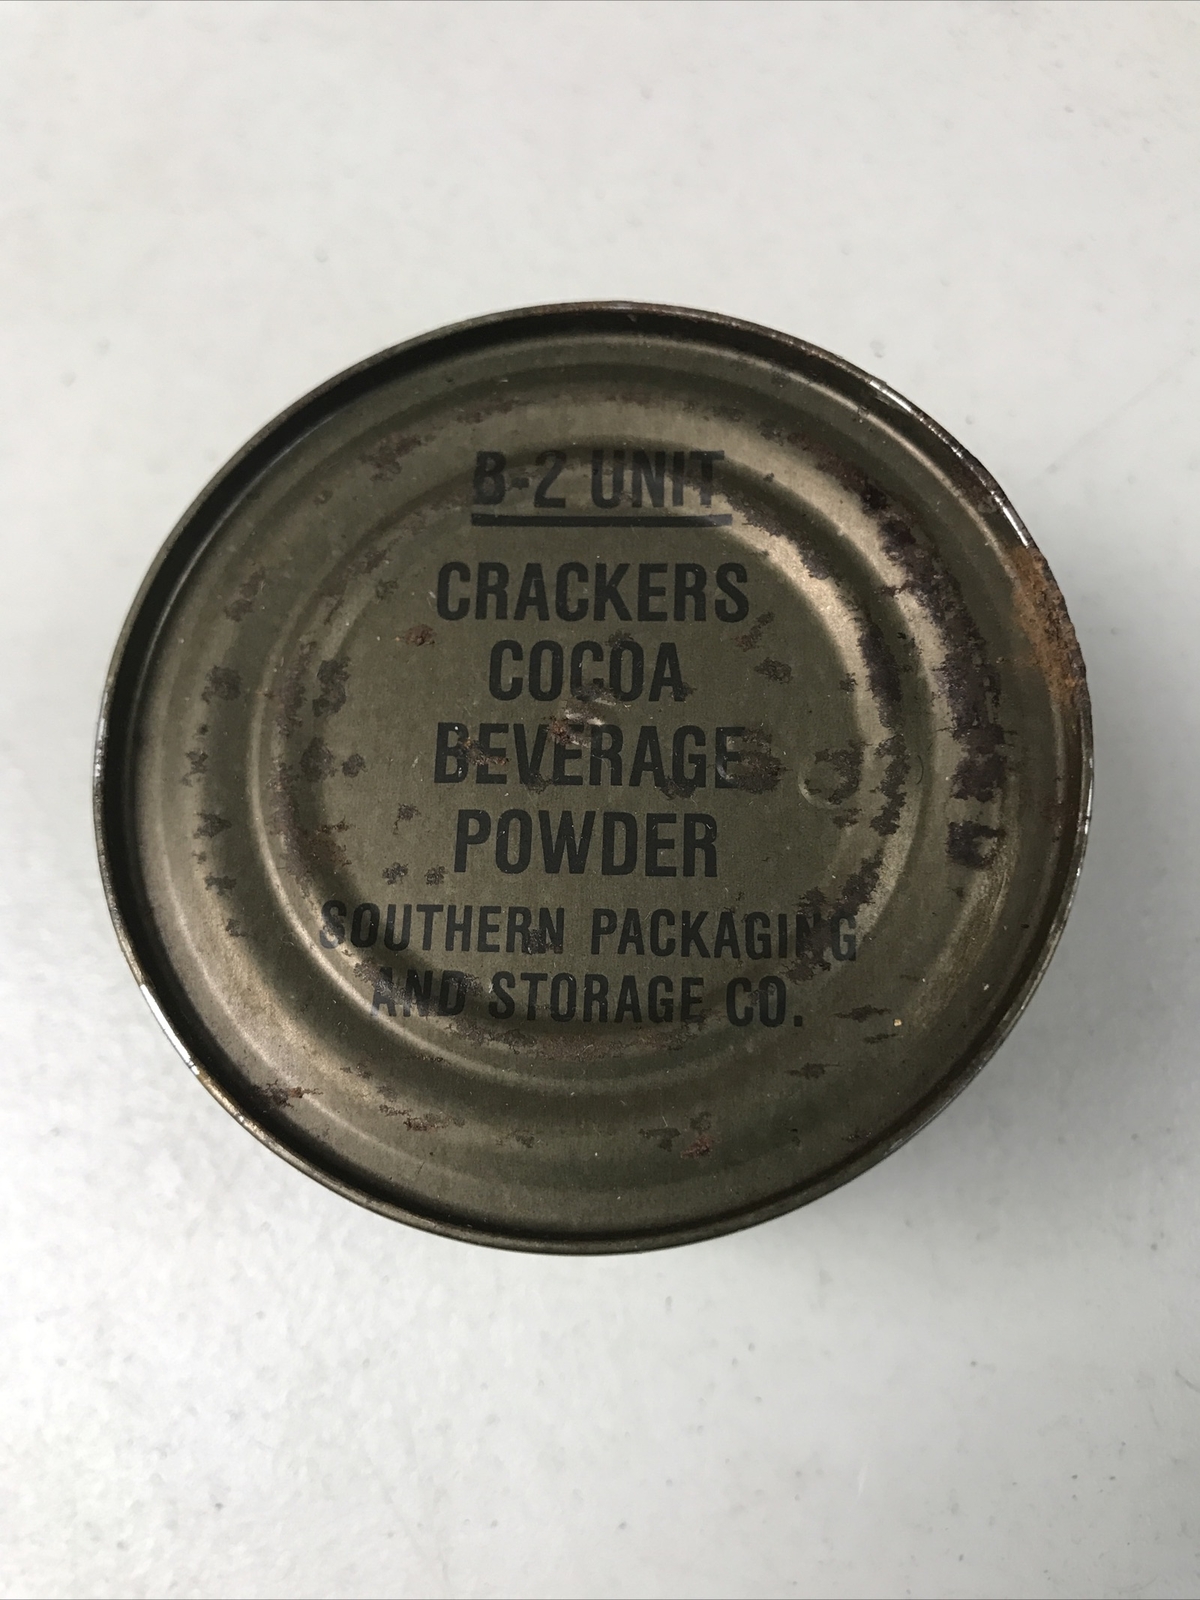 B-2 UNIT
CRACKERS
COCOA
BEVERAGE
POWDER
SOUTHERN PACKAGING
AND STORAGE CO.